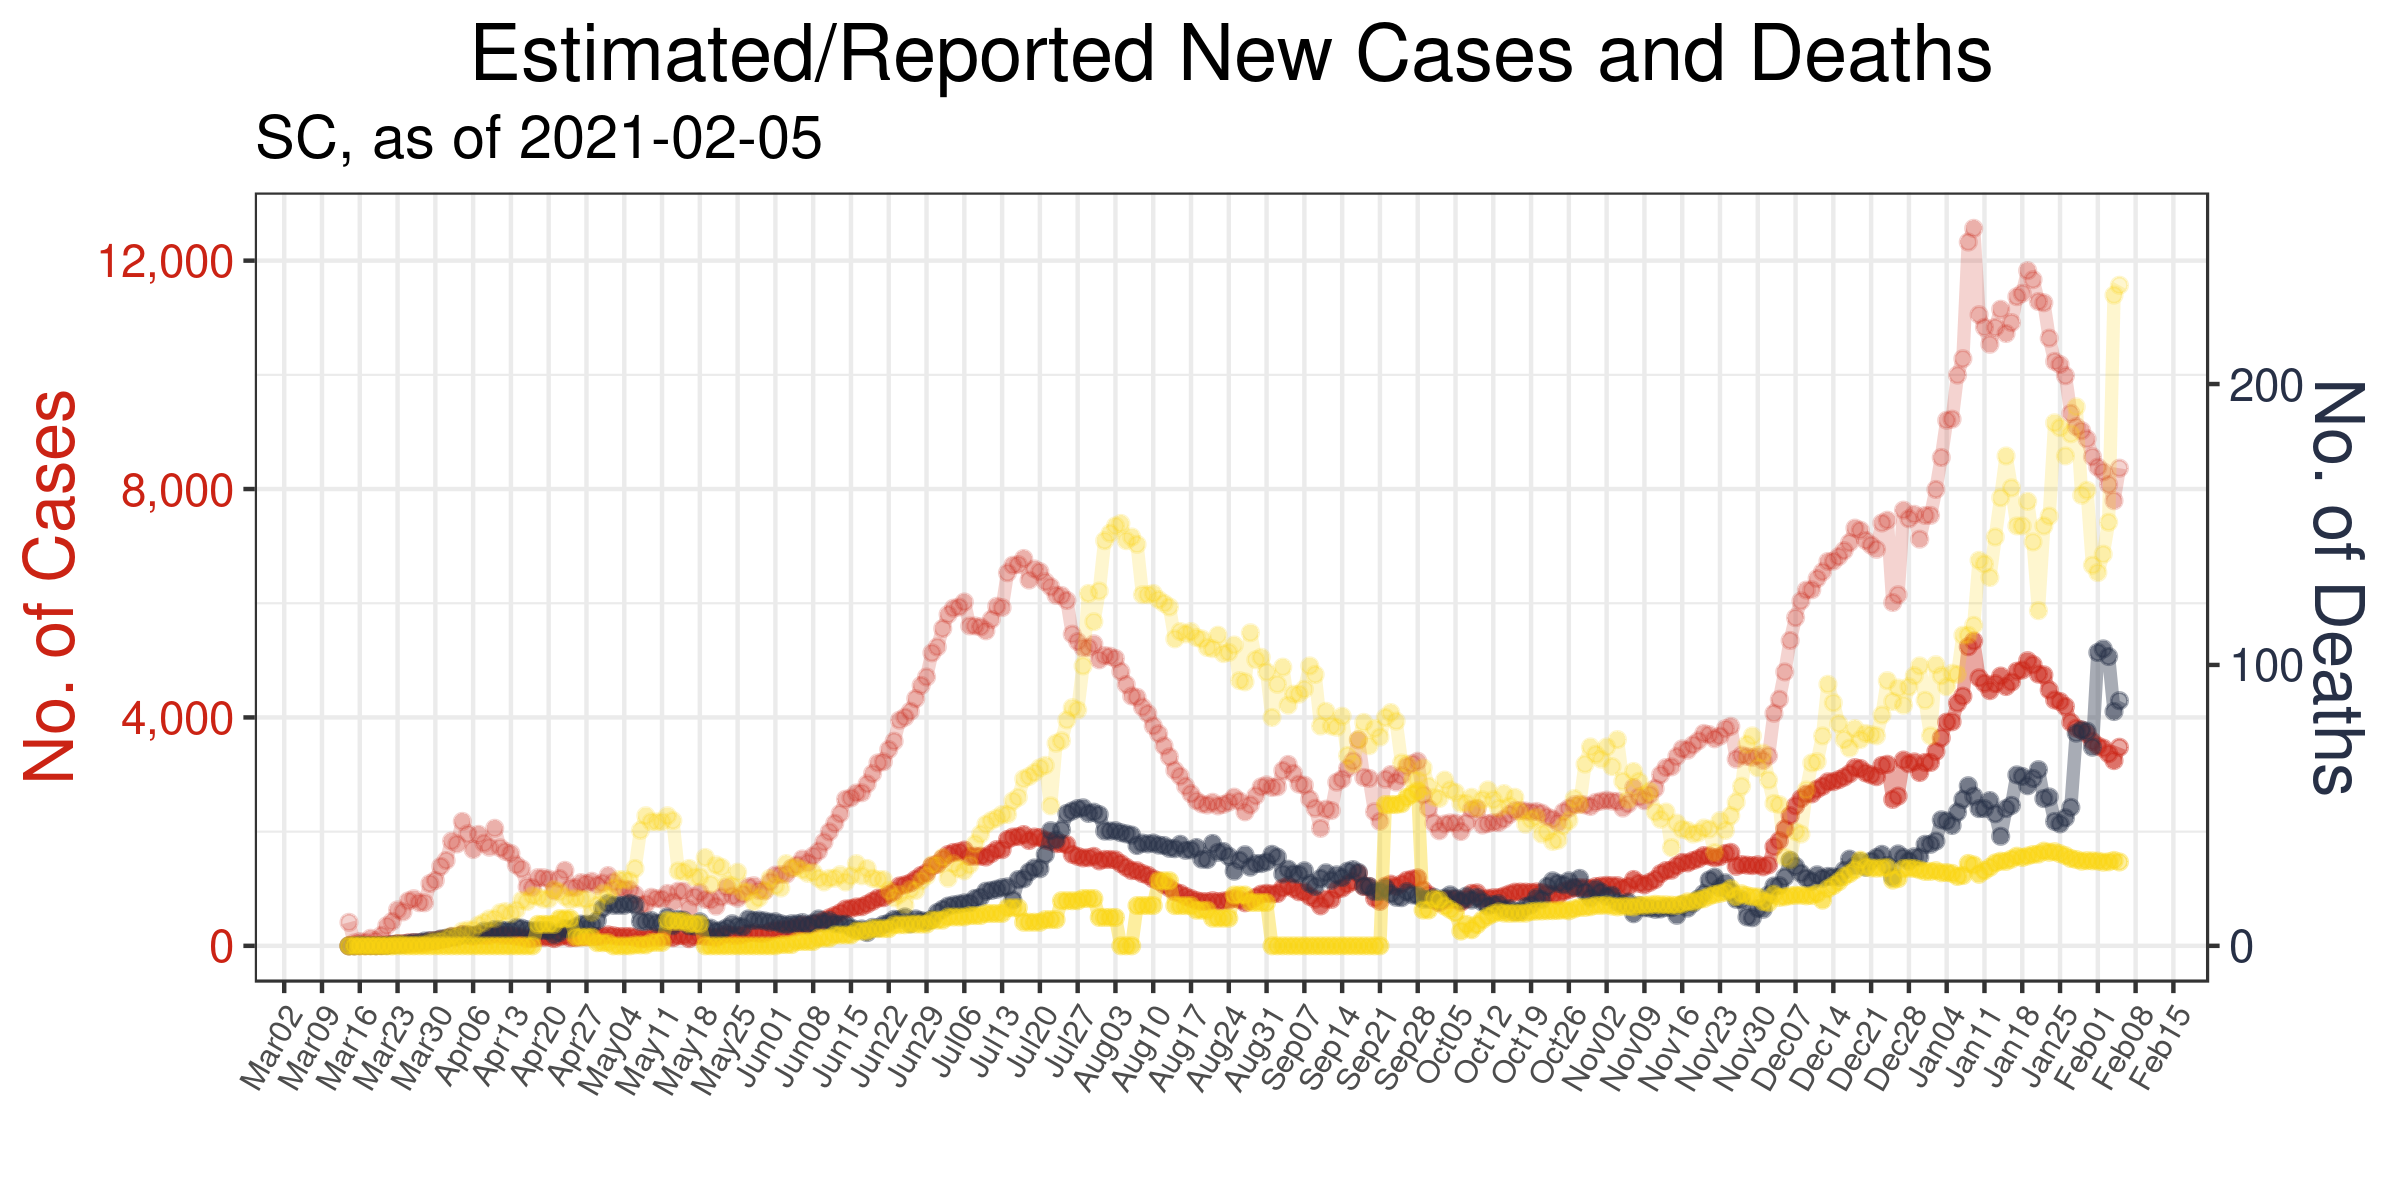 Estimated/Reported New Cases and Deaths
SC, as of 2021-02-05
No. of Cases
12,000
8,000
4,000
0
200
100
0
No. of Deaths
Mar02
Mar09
Mar16
Mar23
Mar30
Apr06
Apr13
Apr20
Apr27
May04
May11
May18
May25
Jun01
Jun08
Jun15
Jun22
Jun29
Jul06
Jul13
Jul20
Jul27
Aug03
Aug10
Aug17
Aug24
Aug31
Sep07
Sep14
Sep21
Sep28
Oct05
Oct12
Oct19
Oct26
Nov02
Nov09
Nov16
Nov23
Nov30
Nov07
Dec14
Dec21
Dec28
Dec04
Jan11
Jan18
Jan25
Feb01
Feb08
Feb15